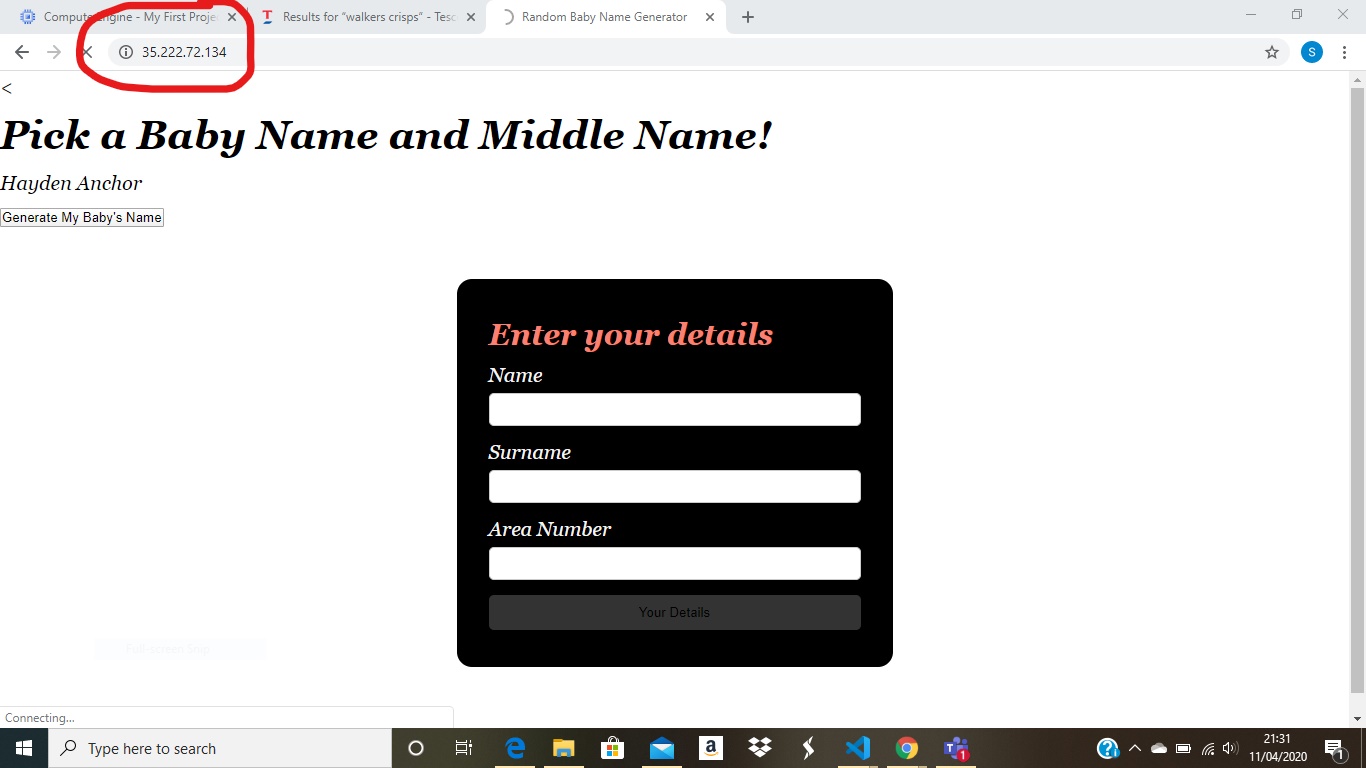 Compute Engine - My First Proje
Results for “walkers crisps” - Tesc
Random Baby Name Generator
35.222.72.134
S
<
Pick a Baby Name and Middle Name!
Hayden Anchor
Generate My Baby's Name
Enter your details
Name
Surname
Area Number
Your Details
Connecting...
Type here to search
21:31
11/04/2020
1
1